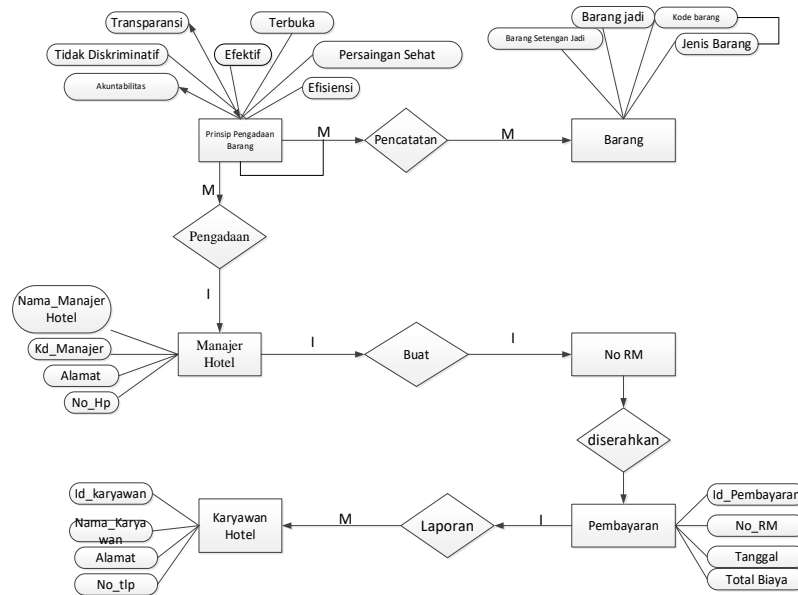 Transparansi
Terbuka
Barang jadi
Kode barang
Barang Setengan Jadi
Jenis Barang
Tidak Diskriminatif
Efektif
Persaingan Sehat
Akuntabilitas
Efisiensi
Prinsip Pengadaan
Barang
M
Pencatatan
M
Barang
M
Pengadaan
I
Nama_Manajer
Hotel
Kd_Manajer
Alamat
No_Hp
Manajer
Hotel
I
Buat
I
No RM
diserahkan
Id_karyawan
Nama_Karya
wan
Alamat
No_tlp
Karyawan
Hotel
M
Laporan
I
Pembayaran
Id_Pembayaran
No_RM
Tanggal
Total Biaya